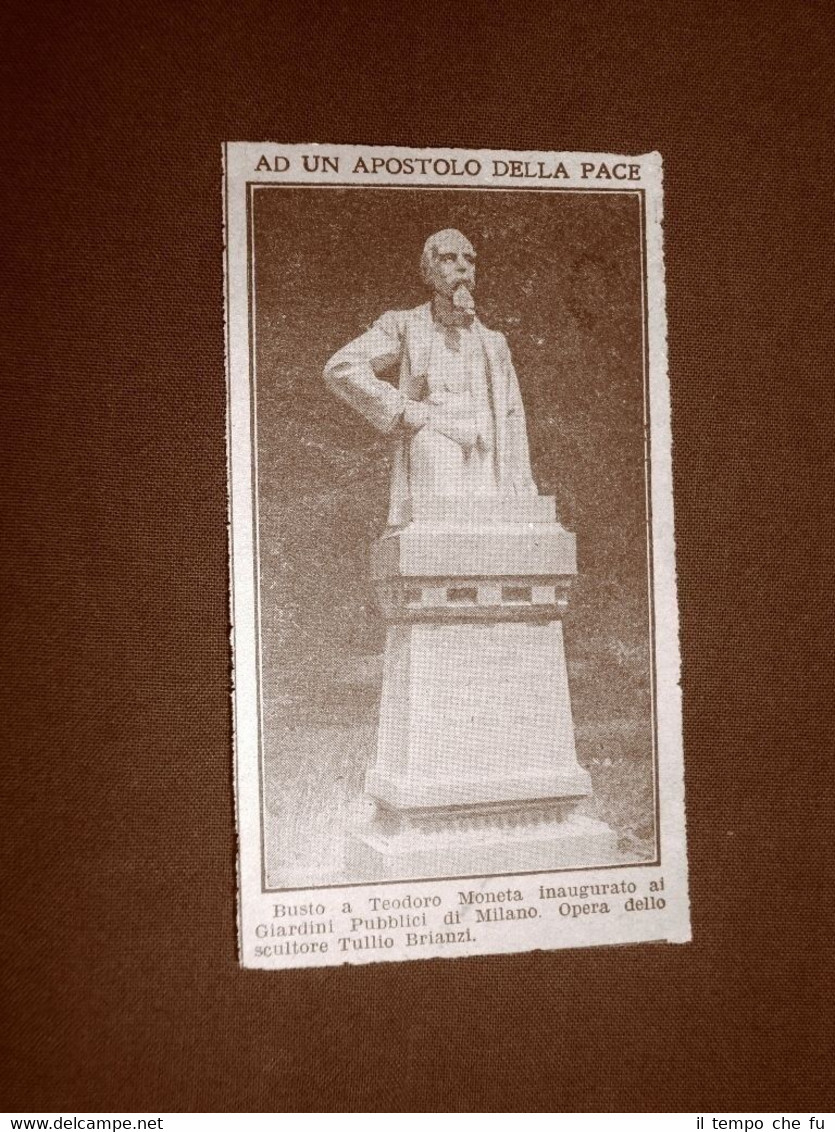 AD UN APOSTOLO DELLA PACE
Busto a Teodoro Moneta inaugurato ai
Giardini Pubblici di Milano. Opera dello
scultore Tullio Brianzi.
www.delcampe.net
il tempo che fu